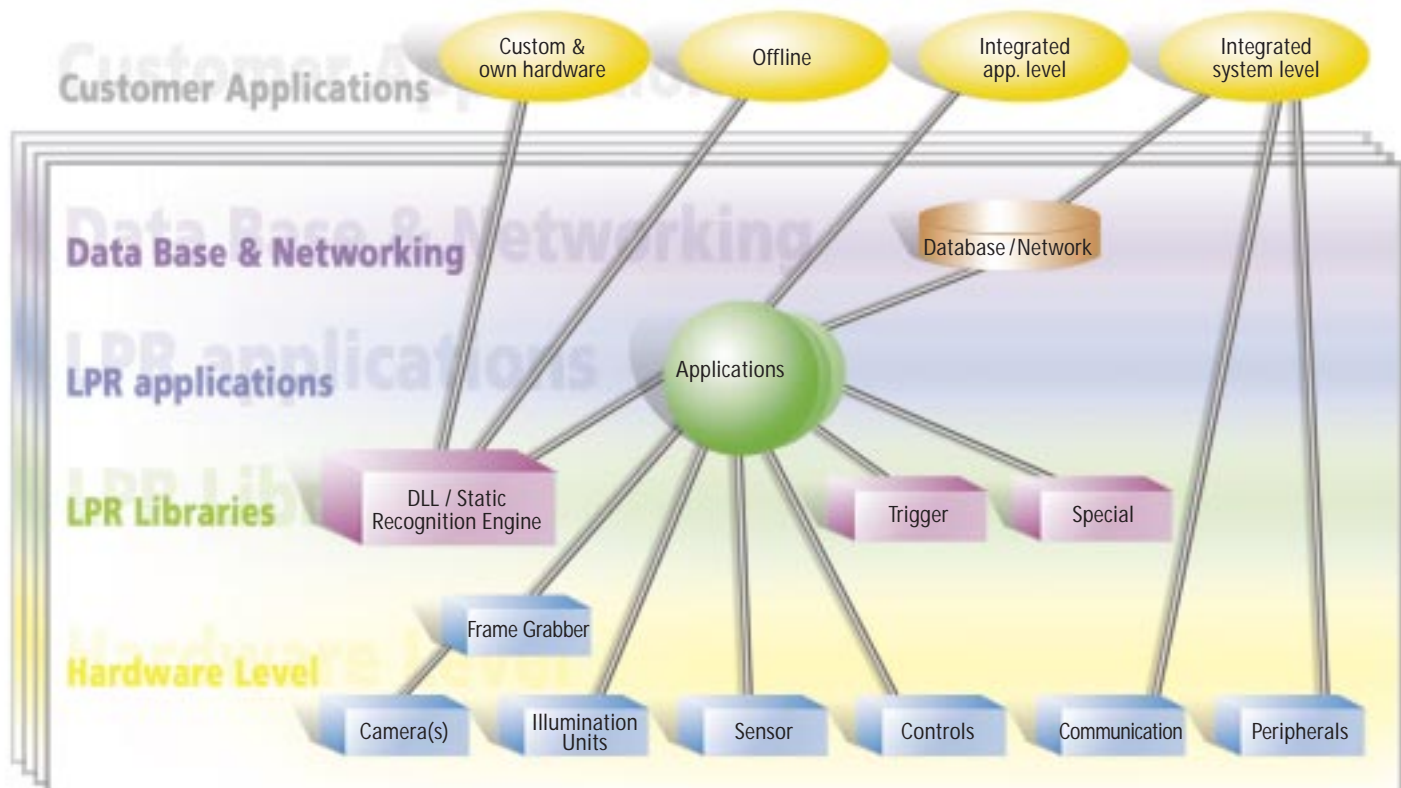 Custom &
own hardware
Offline
Integrated
app. level
Integrated
system level
Customer Applications
Data Base & Networking
Database / Network
LPR applications
Applications
LPR Libraries
DLL / Static
Recognition Engine
Trigger
Special
Frame Grabber
Hardware Level
Camera(s)
Illumination
Units
Sensor
Controls
Communication
Peripherals